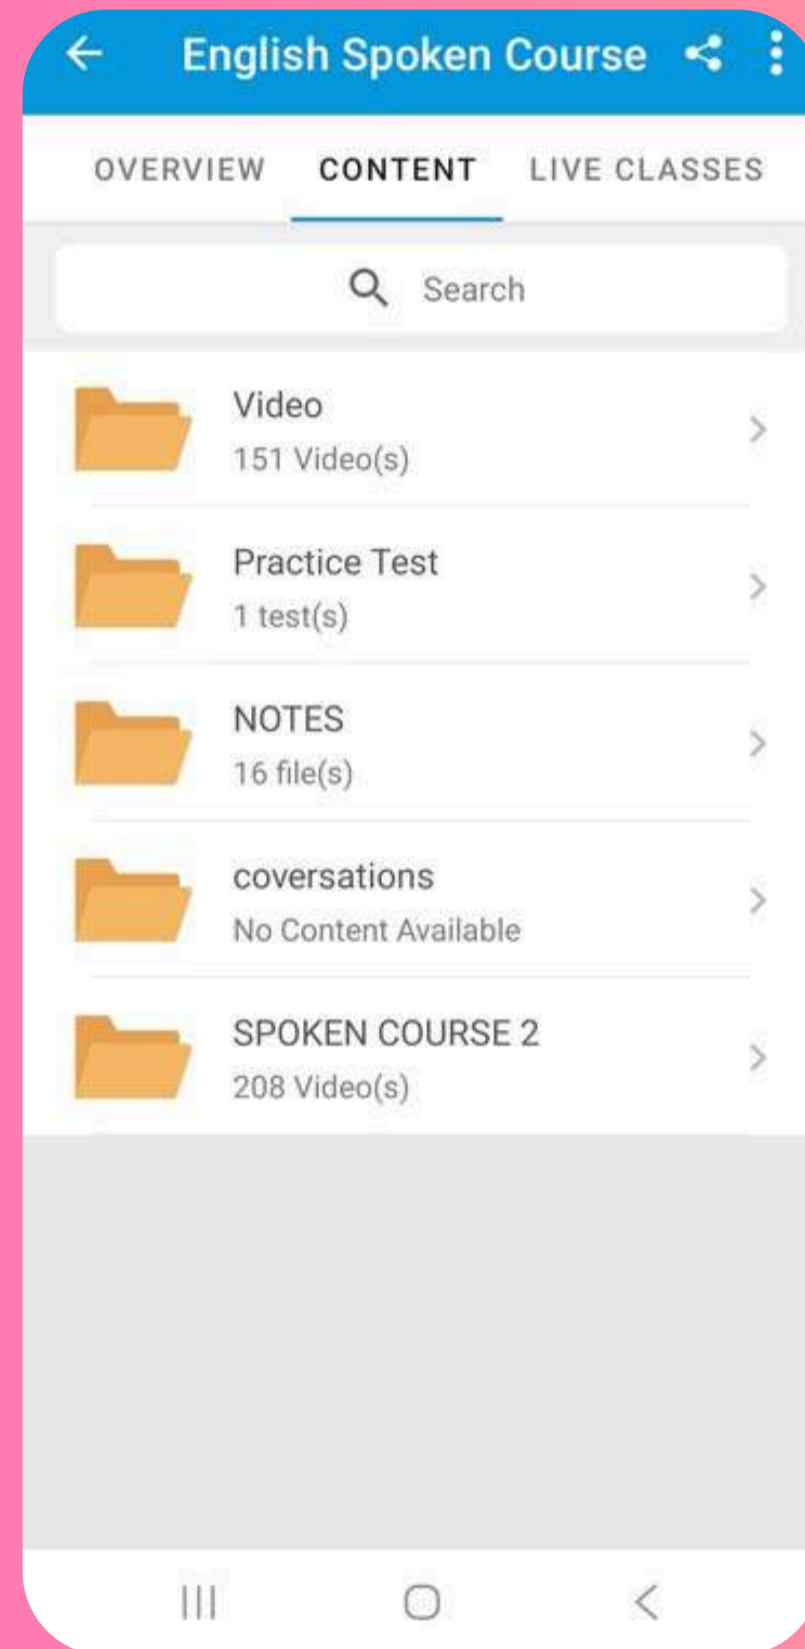 English Spoken Course
OVERVIEW CONTENT LIVE CLASSES
Search
Video
151 Video(s)
Practice Test
1 test(s)
NOTES
16 file(s)
coversations
No Content Available
SPOKEN COURSE 2
208 Video(s)